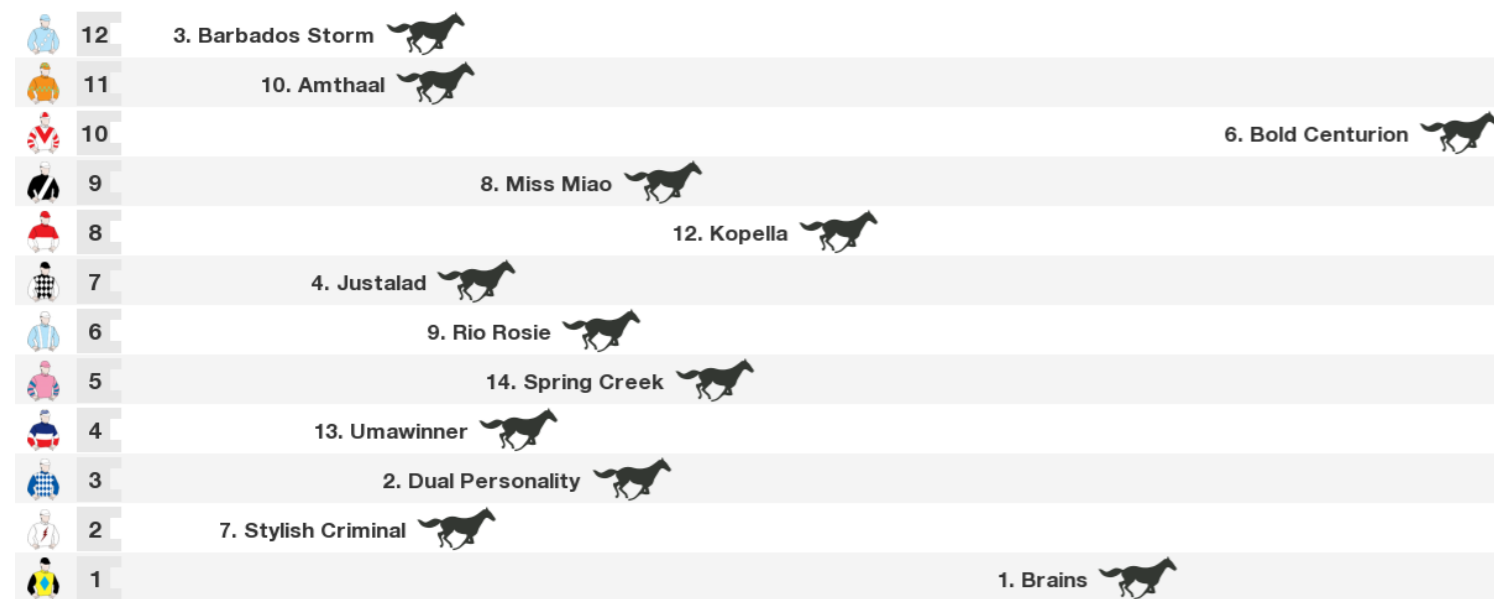 12 3. Barbados Storm
11 10. Amthaal
10 6. Bold Centurion
9 8. Miss Miao
8 12. Kopella
7 4. Justalad
6 9. Rio Rosie
5 14. Spring Creek
4 13. Umawinner
3 2. Dual Personality
2 7. Stylish Criminal
1 1. Brains